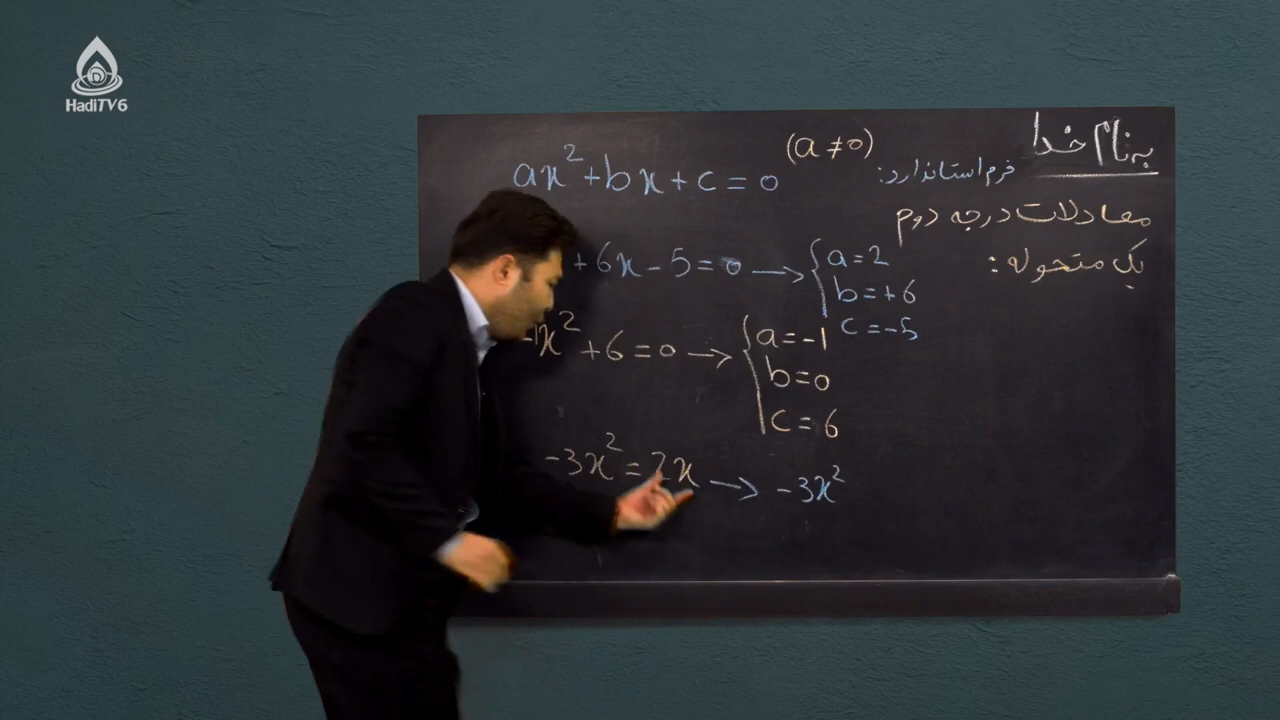 HadiTV6
به نام خدا
معادلات درجه دوم
یک متحوله:
فرم استاندارد:
ax² + bx + c = 0 (a ≠ 0)
+ 6x - 5 = 0 → { a = 2
b = +6
c = -5
-1x² + 6 = 0 → { a = -1
b = 0
c = 6
-3x² = 2x → -3x²